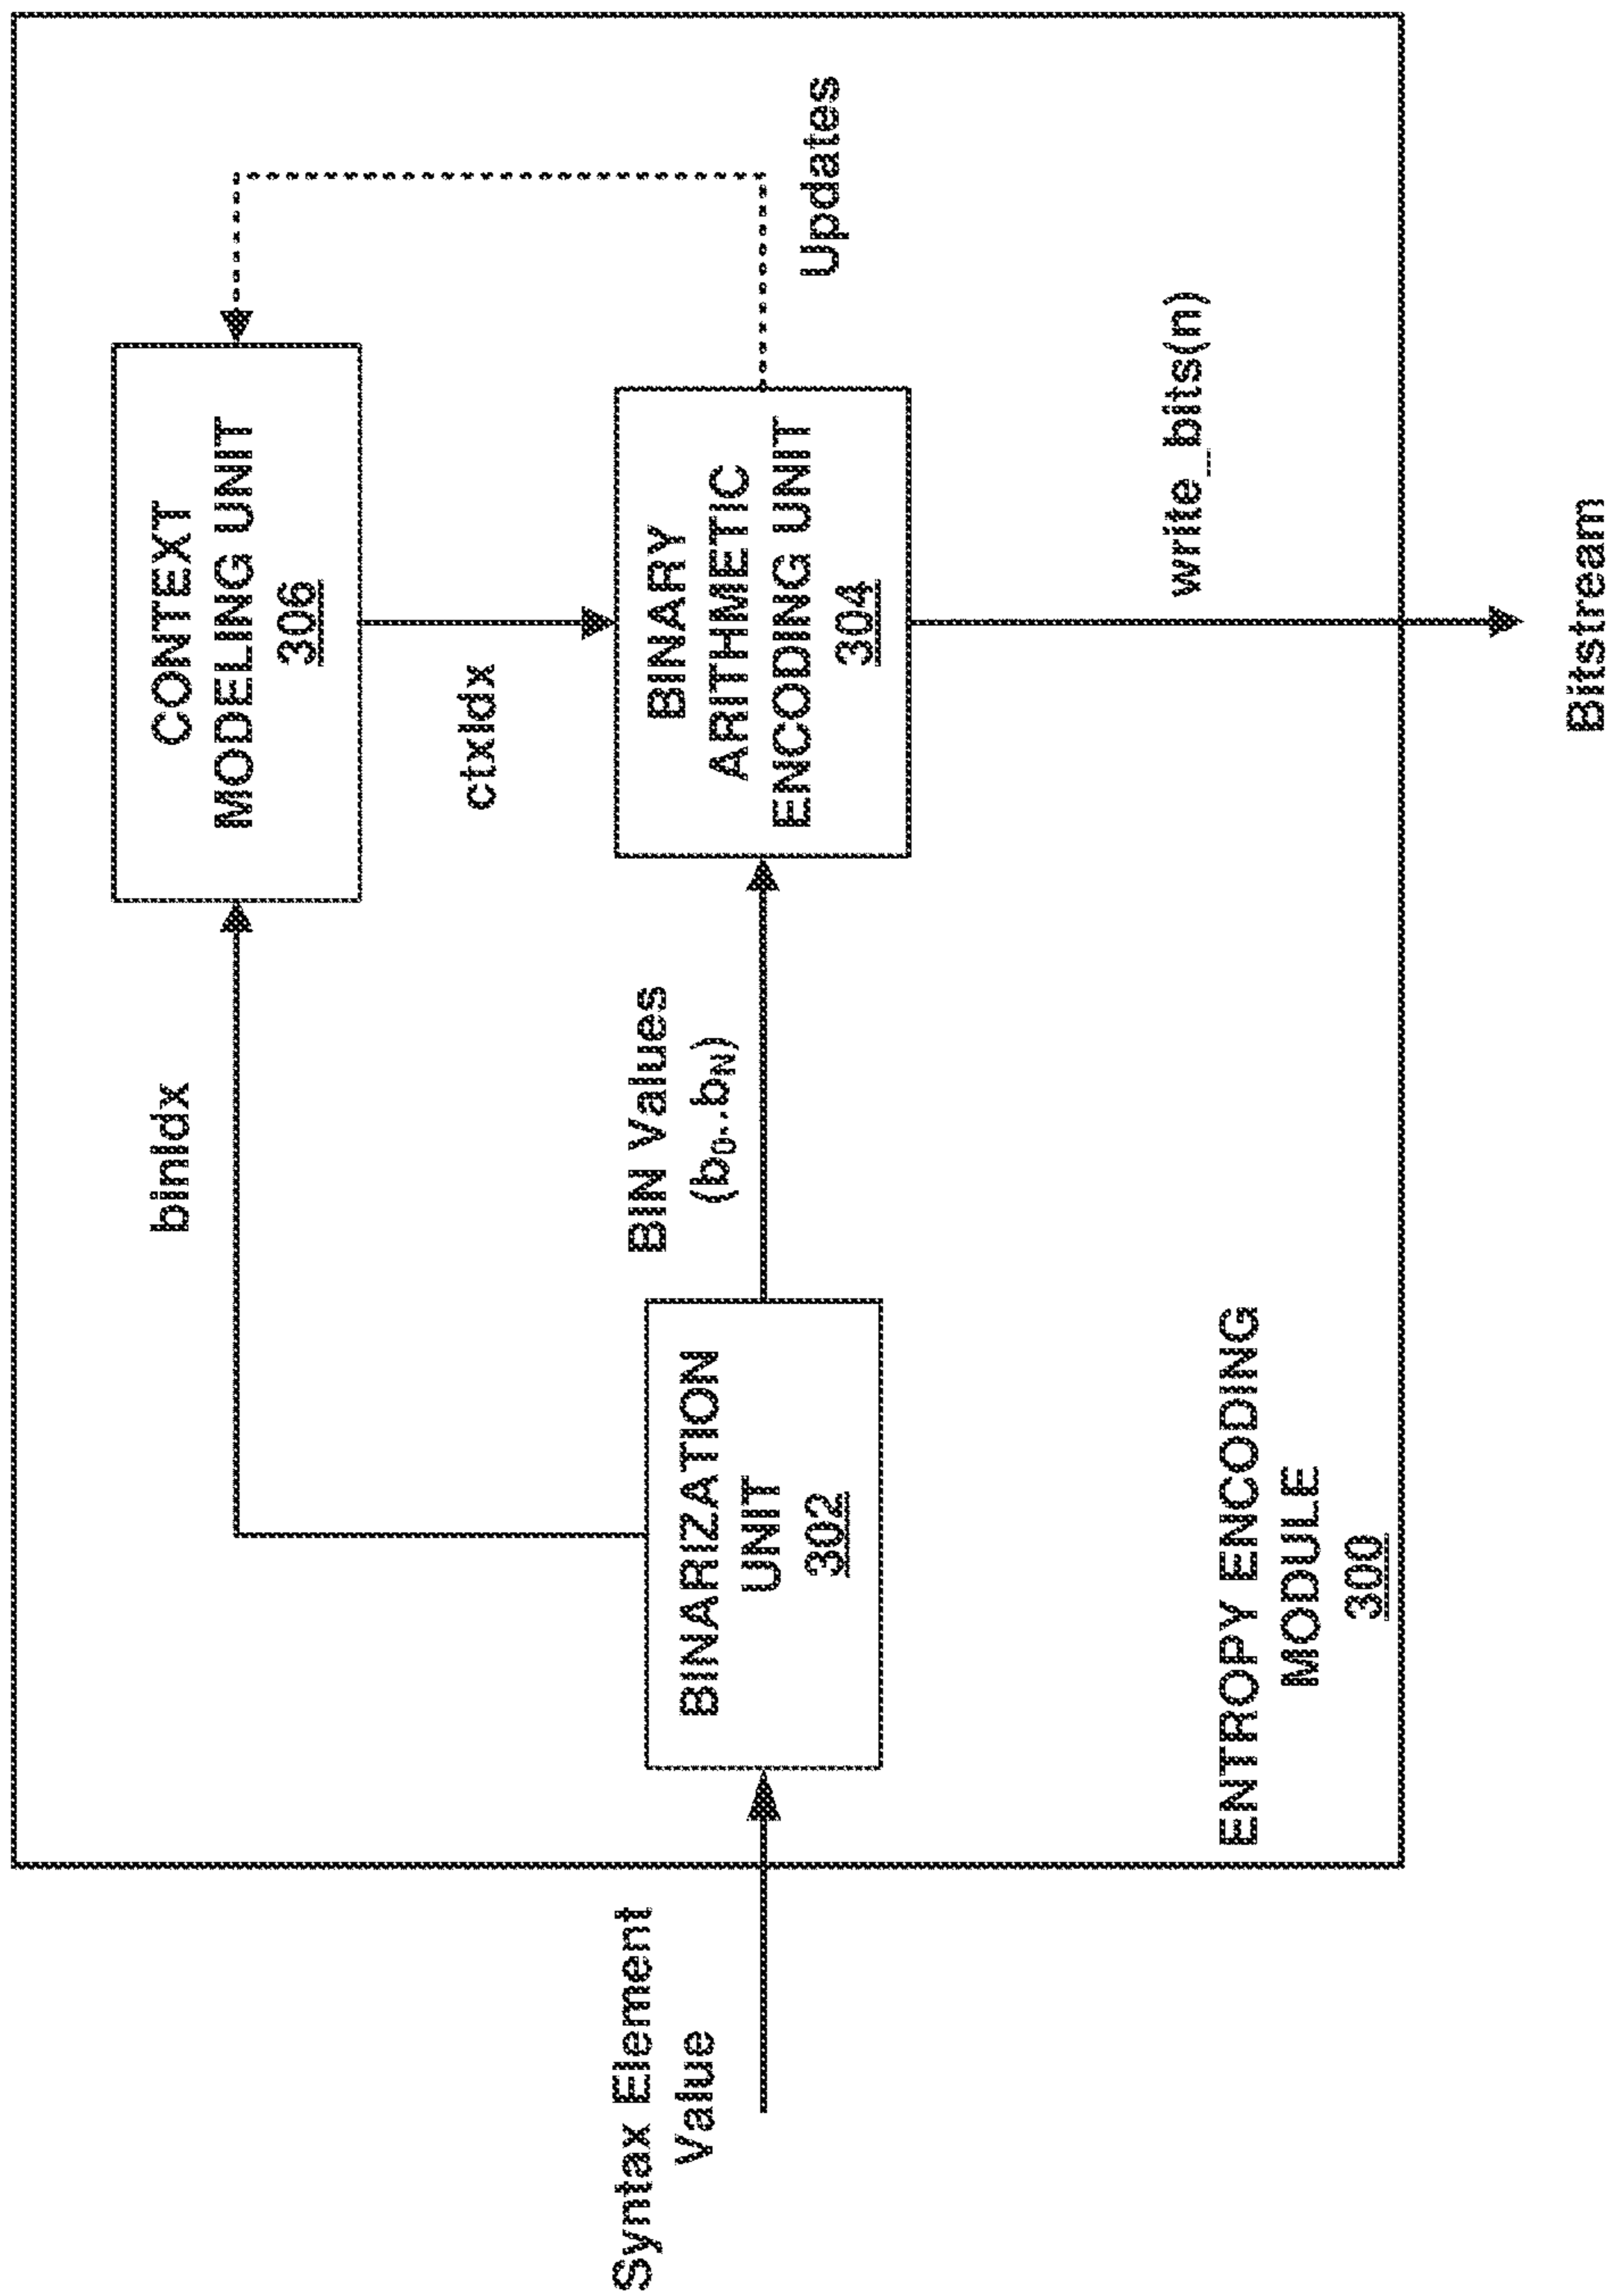 Syntax Element
Value
BINARIZATION
UNIT
302
binIdx
BIN Values
(b0..bN)
CONTEXT
MODELING UNIT
306
ctxIdx
BINARY
ARITHMETIC
ENCODING UNIT
304
Updates
write_bits(n)
ENTROPY ENCODING
MODULE
300
Bitstream